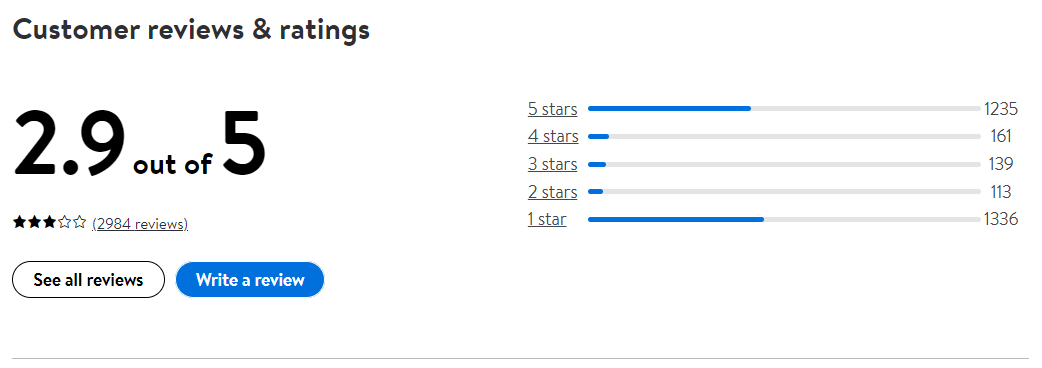 Customer reviews & ratings
2.9 out of 5
(2984 reviews)
See all reviews
Write a review
5 stars 1235
4 stars 161
3 stars 139
2 stars 113
1 star 1336